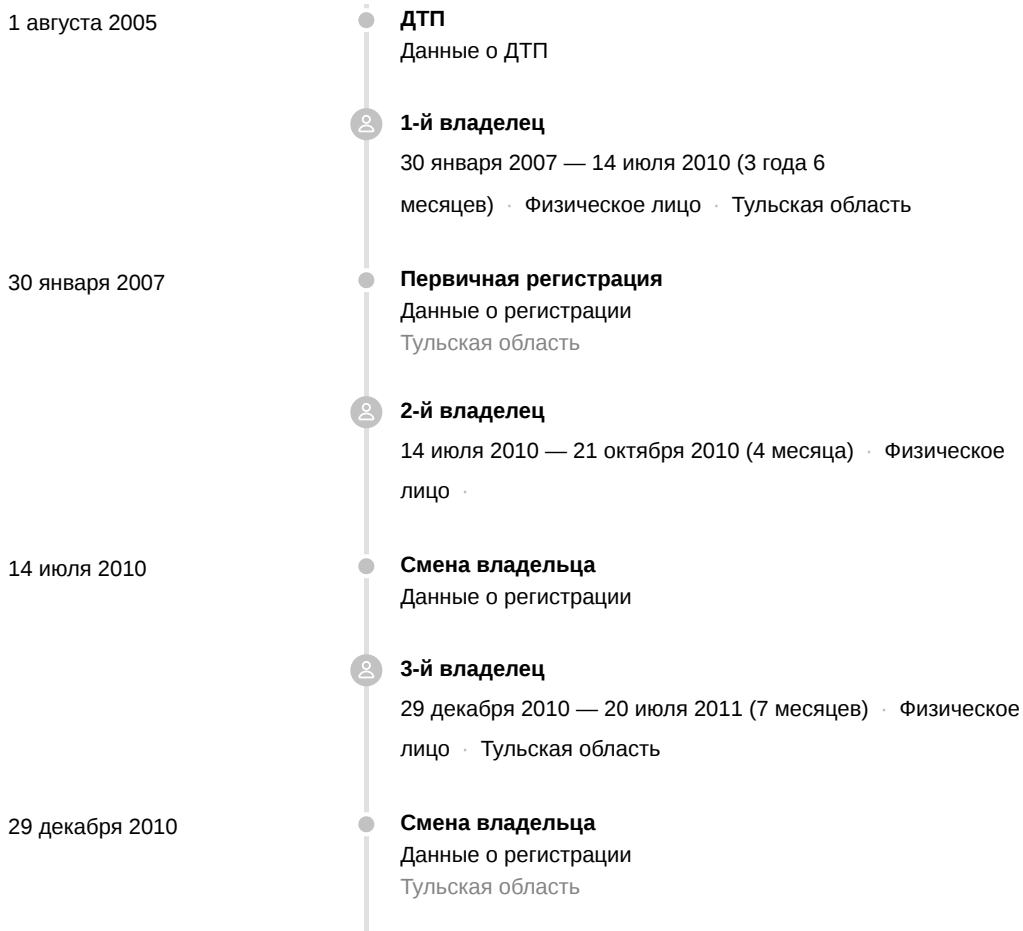 1 августа 2005
ДТП
Данные о ДТП
1-й владелец
30 января 2007 — 14 июля 2010 (3 года 6
месяцев) · Физическое лицо · Тульская область
30 января 2007
Первичная регистрация
Данные о регистрации
Тульская область
2-й владелец
14 июля 2010 — 21 октября 2010 (4 месяца) · Физическое
лицо ·
14 июля 2010
Смена владельца
Данные о регистрации
3-й владелец
29 декабря 2010 — 20 июля 2011 (7 месяцев) · Физическое
лицо · Тульская область
29 декабря 2010
Смена владельца
Данные о регистрации
Тульская область